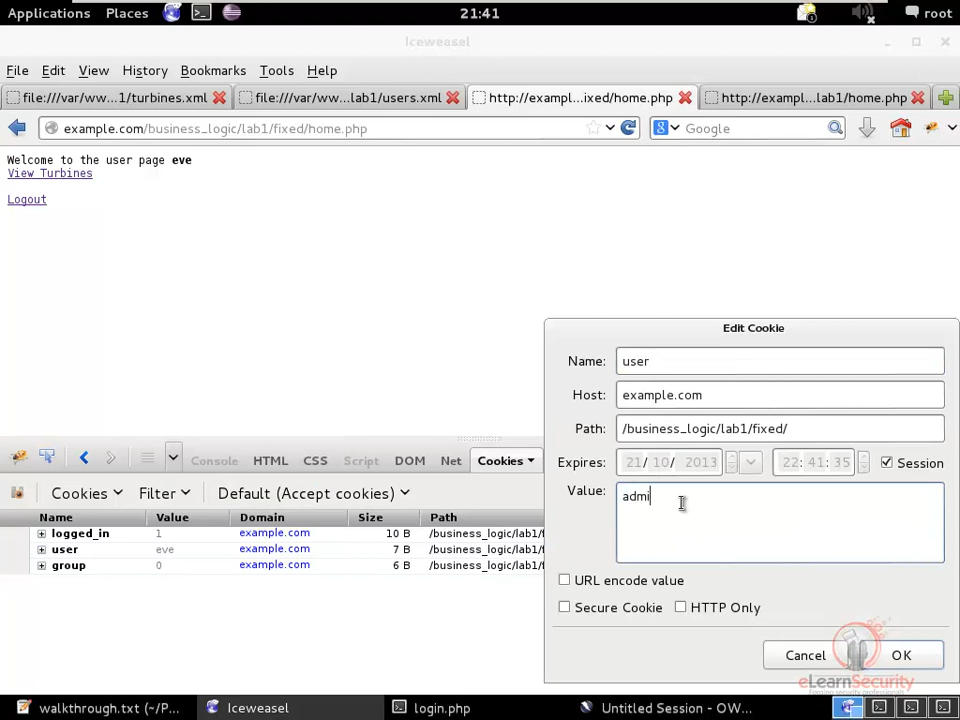 Applications Places 21:41 root
Iceweasel
File Edit View History Bookmarks Tools Help
file:///var/ww...1/turbines.xml file:///var/ww...lab1/users.xml http://exampl...ixed/home.php http://exampl...lab1/home.php
example.com/business_logic/lab1/fixed/home.php Google
Welcome to the user page eve
View Turbines
Logout
Edit Cookie
Name: user
Host: example.com
Path: /business_logic/lab1/fixed/
Expires: 21/ 10/ 2013 22: 41: 35 Session
Value: admi
URL encode value
Secure Cookie HTTP Only
Cancel OK
Console HTML CSS Script DOM Net Cookies
Cookies Filter Default (Accept cookies)
Name Value Domain Size Path
logged_in 1 example.com 10 B /business_logic/lab1/f
user eve example.com 7 B /business_logic/lab1/f
group 0 example.com 6 B /business_logic/lab1/f
eLearnSecurity
Forging security professionals
walkthrough.txt (~/P... Iceweasel login.php Untitled Session - OW...